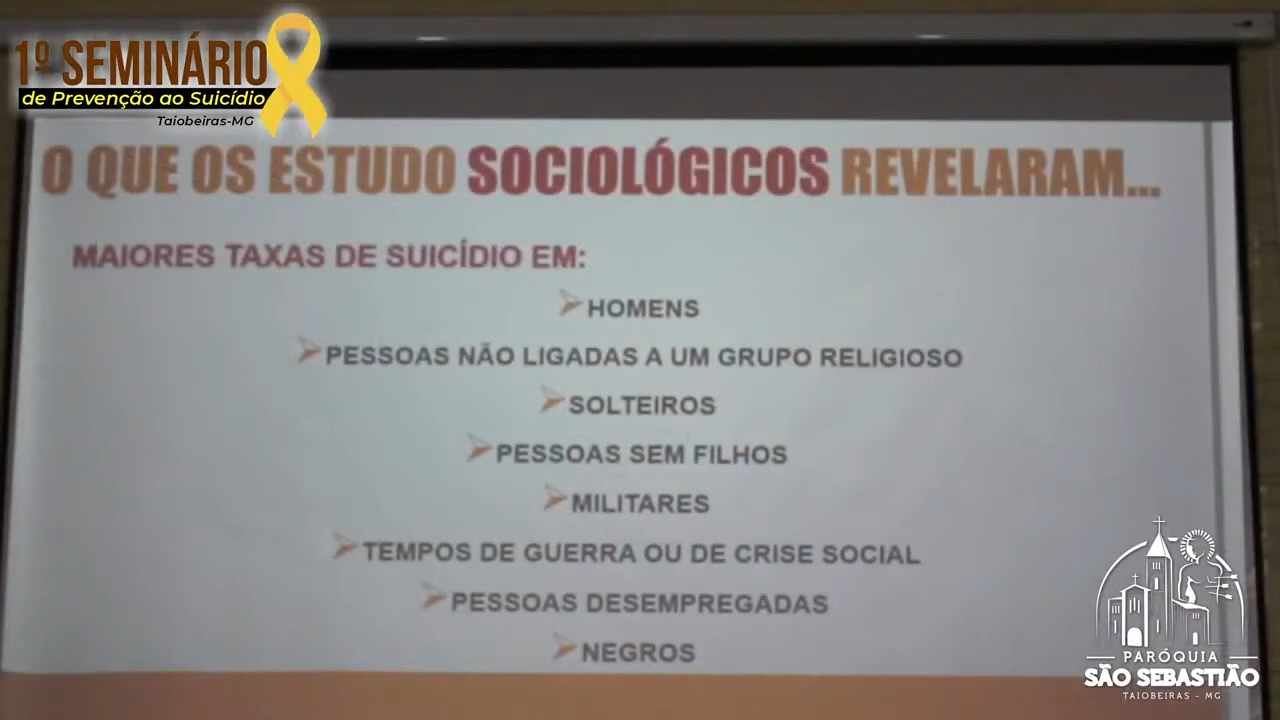 1º SEMINÁRIO
de Prevenção ao Suicídio
Taiobeiras-MG
O QUE OS ESTUDO SOCIOLÓGICOS REVELARAM...
MAIORES TAXAS DE SUICÍDIO EM:
HOMENS
PESSOAS NÃO LIGADAS A UM GRUPO RELIGIOSO
SOLTEIROS
PESSOAS SEM FILHOS
MILITARES
TEMPOS DE GUERRA OU DE CRISE SOCIAL
PESSOAS DESEMPREGADAS
NEGROS
PARÓQUIA
SÃO SEBASTIÃO
TAIOBEIRAS - MG